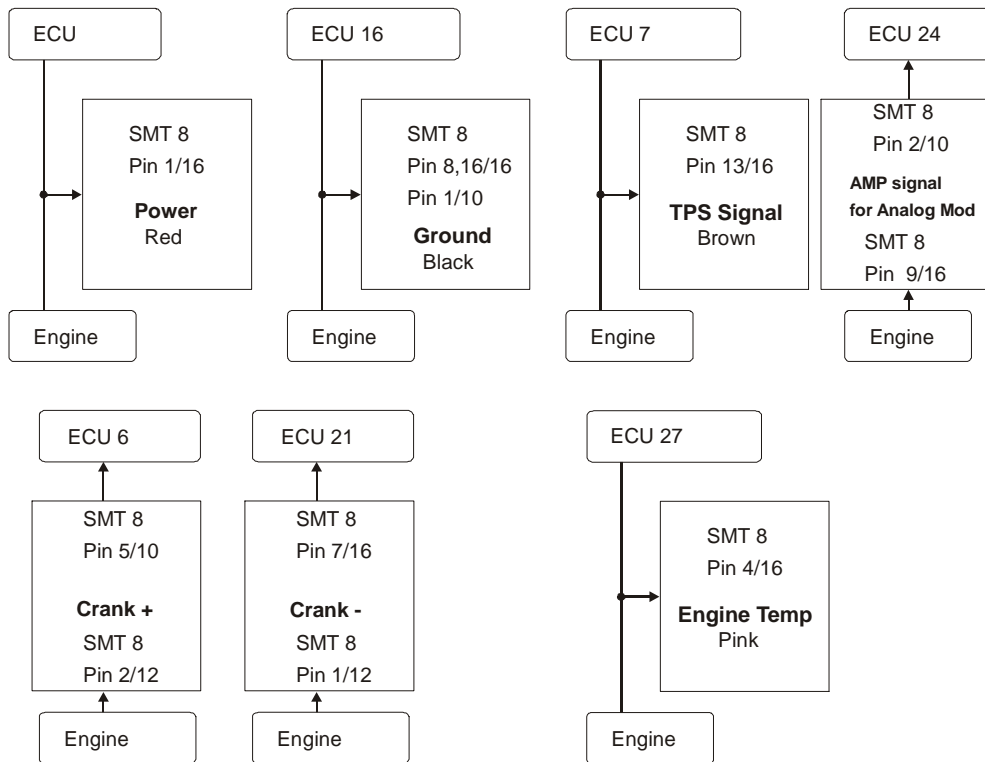 ECU
SMT 8
Pin 1/16
Power
Red
Engine
ECU 16
SMT 8
Pin 8,16/16
Pin 1/10
Ground
Black
Engine
ECU 7
SMT 8
Pin 13/16
TPS Signal
Brown
Engine
ECU 24
SMT 8
Pin 2/10
AMP signal
for Analog Mod
SMT 8
Pin 9/16
Engine
ECU 6
SMT 8
Pin 5/10
Crank +
SMT 8
Pin 2/12
Engine
ECU 21
SMT 8
Pin 7/16
Crank -
SMT 8
Pin 1/12
Engine
ECU 27
SMT 8
Pin 4/16
Engine Temp
Pink
Engine